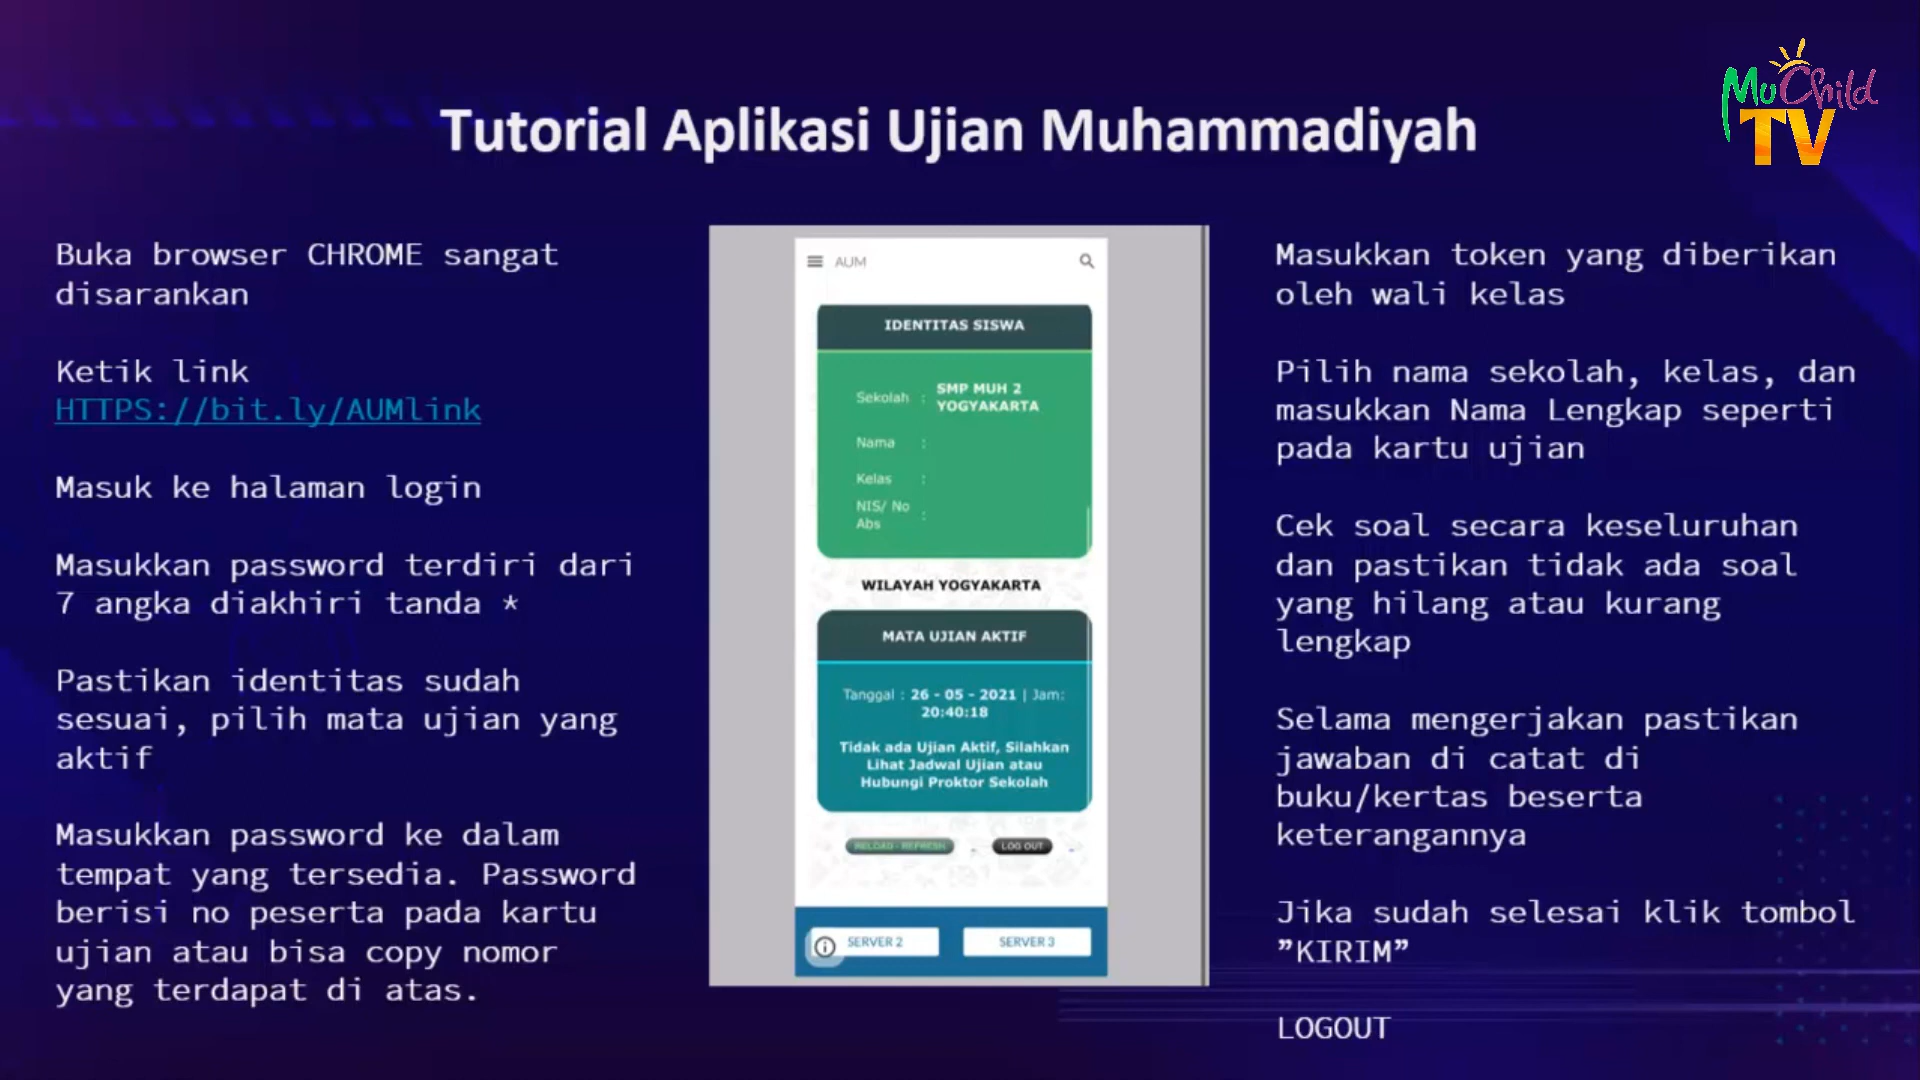 MuChild
TV
Tutorial Aplikasi Ujian Muhammadiyah
Buka browser CHROME sangat
disarankan
Ketik link
HTTPS://bit.ly/AUMlink
Masuk ke halaman login
Masukkan password terdiri dari
7 angka diakhiri tanda *
Pastikan identitas sudah
sesuai, pilih mata ujian yang
aktif
Masukkan password ke dalam
tempat yang tersedia. Password
berisi no peserta pada kartu
ujian atau bisa copy nomor
yang terdapat di atas.
AUM
IDENTITAS SISWA
Sekolah : SMP MUH 2
YOGYAKARTA
Nama :
Kelas :
NIS/ No
Abs :
WILAYAH YOGYAKARTA
MATA UJIAN AKTIF
Tanggal : 26 - 05 - 2021 | Jam:
20:40:18
Tidak ada Ujian Aktif, Silahkan
Lihat Jadwal Ujian atau
Hubungi Proktor Sekolah
RELOAD - REFRESH LOG OUT
SERVER 2 SERVER 3
Masukkan token yang diberikan
oleh wali kelas
Pilih nama sekolah, kelas, dan
masukkan Nama Lengkap seperti
pada kartu ujian
Cek soal secara keseluruhan
dan pastikan tidak ada soal
yang hilang atau kurang
lengkap
Selama mengerjakan pastikan
jawaban di catat di
buku/kertas beserta
keterangannya
Jika sudah selesai klik tombol
”KIRIM”
LOGOUT